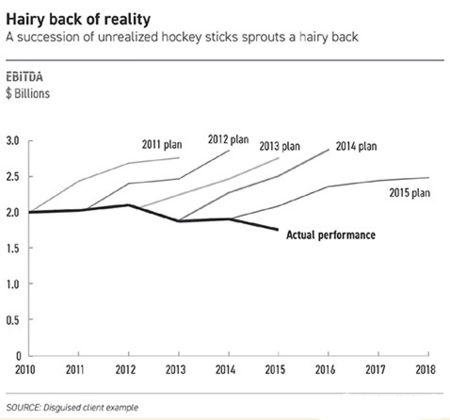 Hairy back of reality
A succession of unrealized hockey sticks sprouts a hairy back
EBITDA
$ Billions
3.0
2.5
2.0
1.5
1.0
0.5
0
2011 plan
2012 plan
2013 plan
2014 plan
2015 plan
Actual performance
2010 2011 2012 2013 2014 2015 2016 2017 2018
SOURCE: Disguised client example